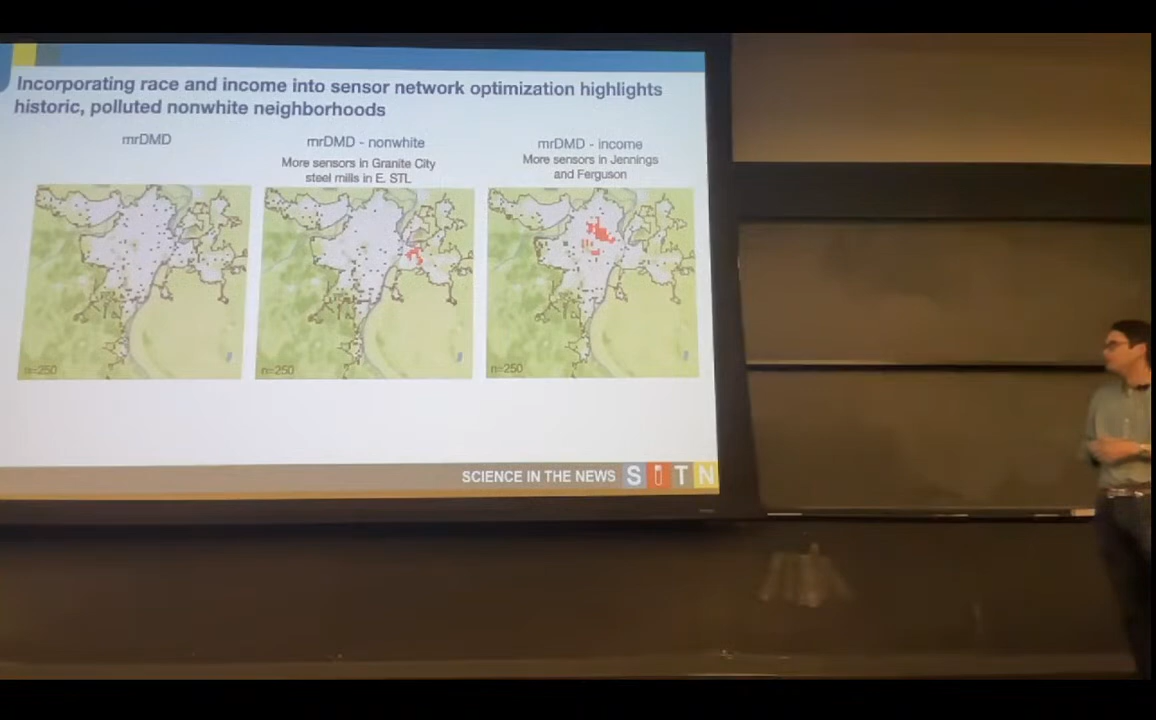 Incorporating race and income into sensor network optimization highlights
historic, polluted nonwhite neighborhoods
mrDMD
mrDMD - nonwhite
More sensors in Granite City
steel mills in E. STL
mrDMD - income
More sensors in Jennings
and Ferguson
n=250
n=250
n=250
SCIENCE IN THE NEWS SITN